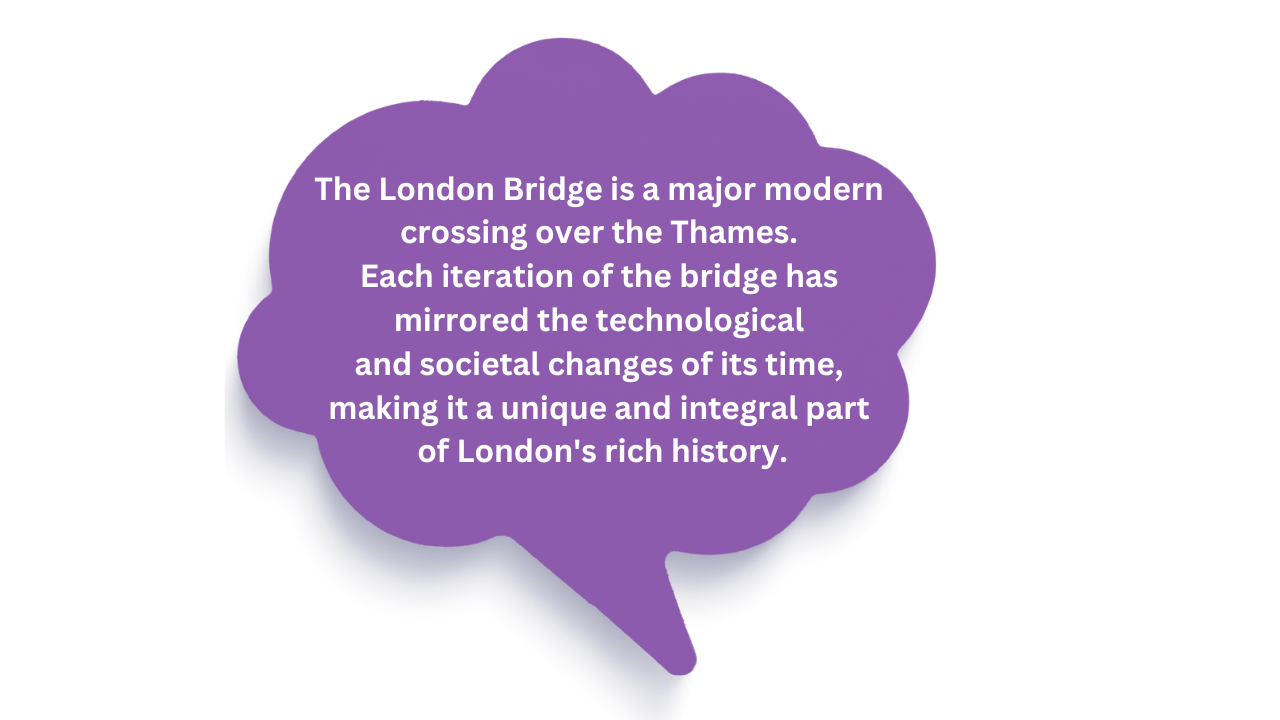 The London Bridge is a major modern
crossing over the Thames.
Each iteration of the bridge has
mirrored the technological
and societal changes of its time,
making it a unique and integral part
of London's rich history.